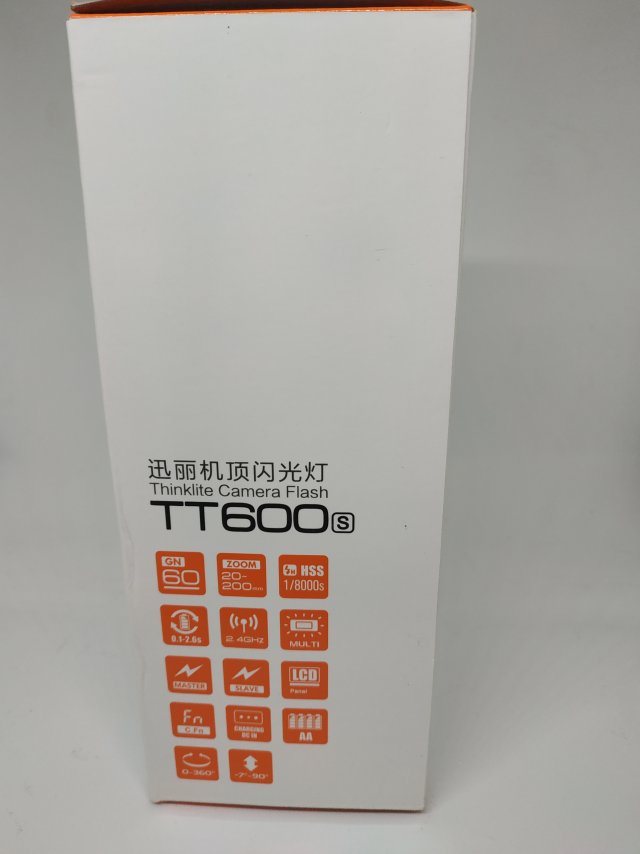 迅丽机顶闪光灯
Thinklite Camera Flash
TT600 S
GN
60
ZOOM
20-
200mm
H HSS
1/8000s
0.1-2.6s
2.4GHz
MULTI
MASTER
SLAVE
LCD
Panel
Fn
C.Fn
CHARGING
DC IN
AA
0-360°
-7°-90°